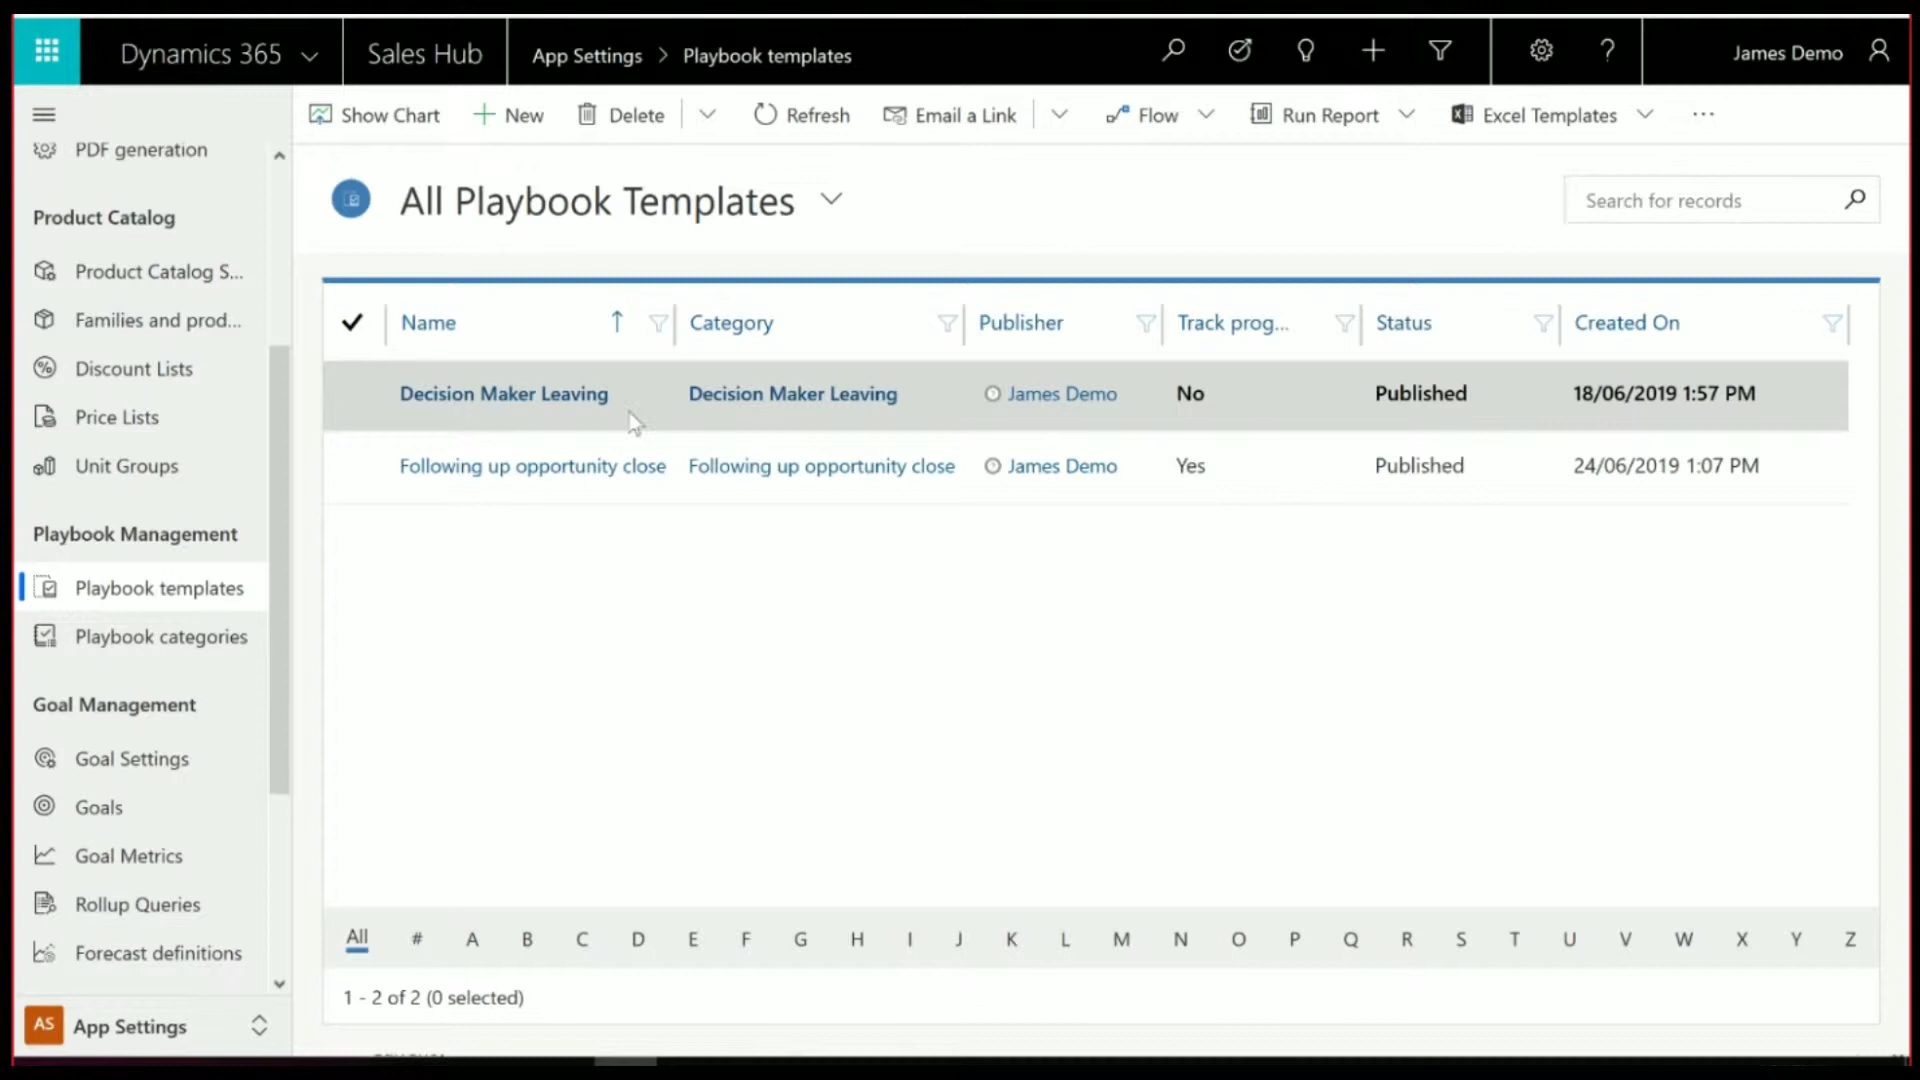 Dynamics 365
Sales Hub
App Settings > Playbook templates
?
James Demo
Show Chart
New
Delete
Refresh
Email a Link
Flow
Run Report
Excel Templates
...
PDF generation
Product Catalog
Product Catalog S...
Families and prod...
Discount Lists
Price Lists
Unit Groups
Playbook Management
Playbook templates
Playbook categories
Goal Management
Goal Settings
Goals
Goal Metrics
Rollup Queries
Forecast definitions
AS App Settings
All Playbook Templates
Search for records
Name Category Publisher Track prog... Status Created On
Decision Maker Leaving Decision Maker Leaving James Demo No Published 18/06/2019 1:57 PM
Following up opportunity close Following up opportunity close James Demo Yes Published 24/06/2019 1:07 PM
All # A B C D E F G H I J K L M N O P Q R S T U V W X Y Z
1 - 2 of 2 (0 selected)